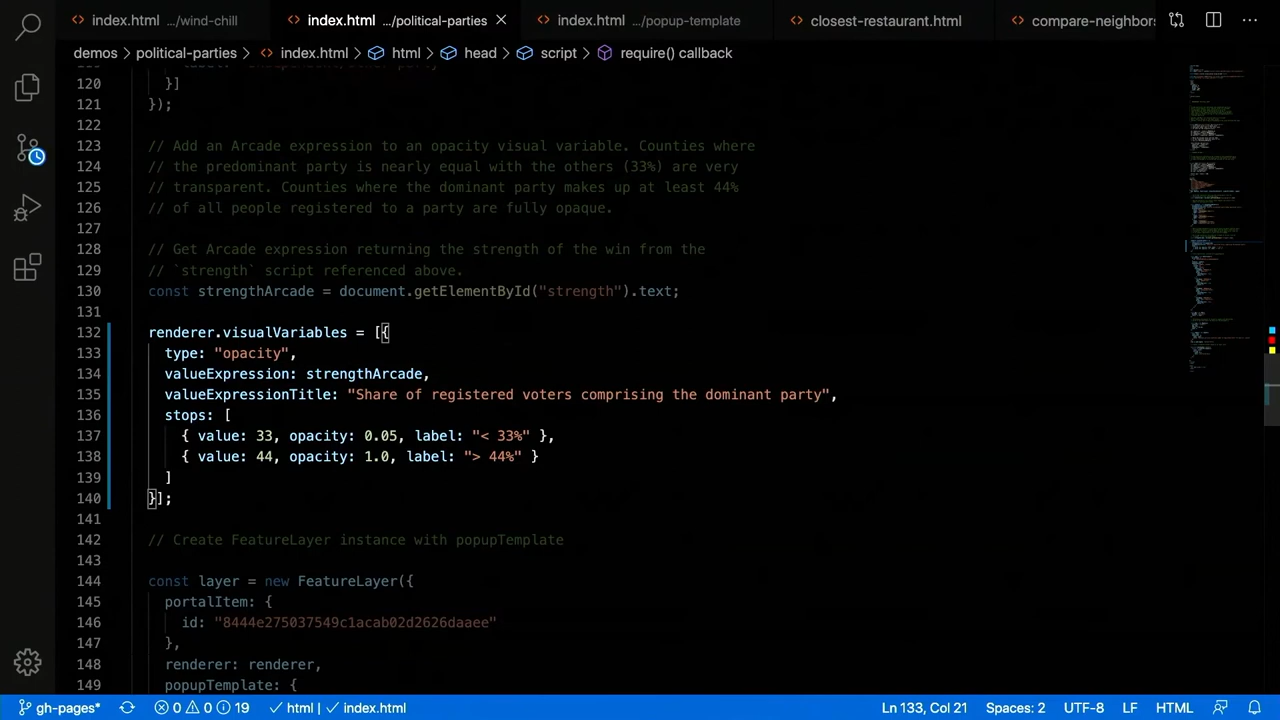 index.html .../wind-chill
index.html .../political-parties
index.html .../popup-template
closest-restaurant.html
compare-neighbors
demos > political-parties > index.html > html > head > script > require() callback
120 }]
121 });
122
123 // Add an Arcade expression to an opacity visual variable. Counties where
124 // the predominant party is nearly equal with the others (33%) are very
125 // transparent. Counties where the dominant party makes up at least 44%
126 // of all people registered to a party are fully opaque.
127
128 // Get Arcade expression returning the strength of the win from the
129 // `strength` script referenced above.
130 const strengthArcade = document.getElementById("strength").text;
131
132 renderer.visualVariables = [{
133 type: "opacity",
134 valueExpression: strengthArcade,
135 valueExpressionTitle: "Share of registered voters comprising the dominant party",
136 stops: [
137 { value: 33, opacity: 0.05, label: "< 33%" },
138 { value: 44, opacity: 1.0, label: "> 44%" }
139 ]
140 }];
141
142 // Create FeatureLayer instance with popupTemplate
143
144 const layer = new FeatureLayer({
145 portalItem: {
146 id: "8444e275037549c1acab02d2626daaee"
147 },
148 renderer: renderer,
149 popupTemplate: {
gh-pages* 0 0 19 html index.html Ln 133, Col 21 Spaces: 2 UTF-8 LF HTML